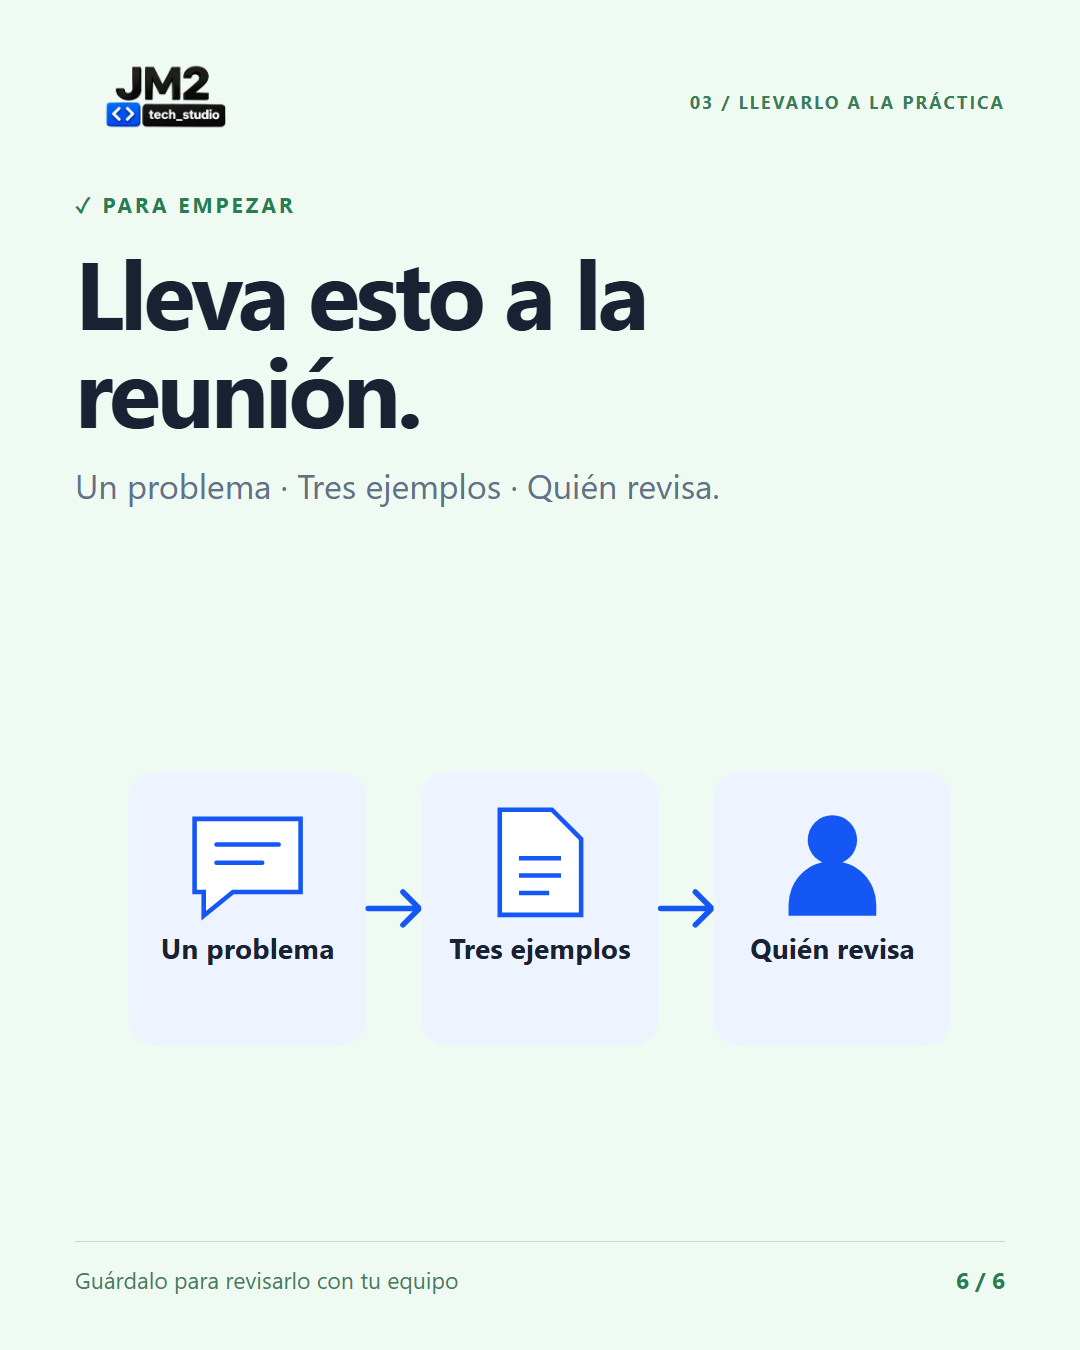 JM2
<> tech_studio
03 / LLEVARLO A LA PRÁCTICA
✓ PARA EMPEZAR
Lleva esto a la
reunión.
Un problema · Tres ejemplos · Quién revisa.
Un problema
Tres ejemplos
Quién revisa
Guárdalo para revisarlo con tu equipo
6 / 6